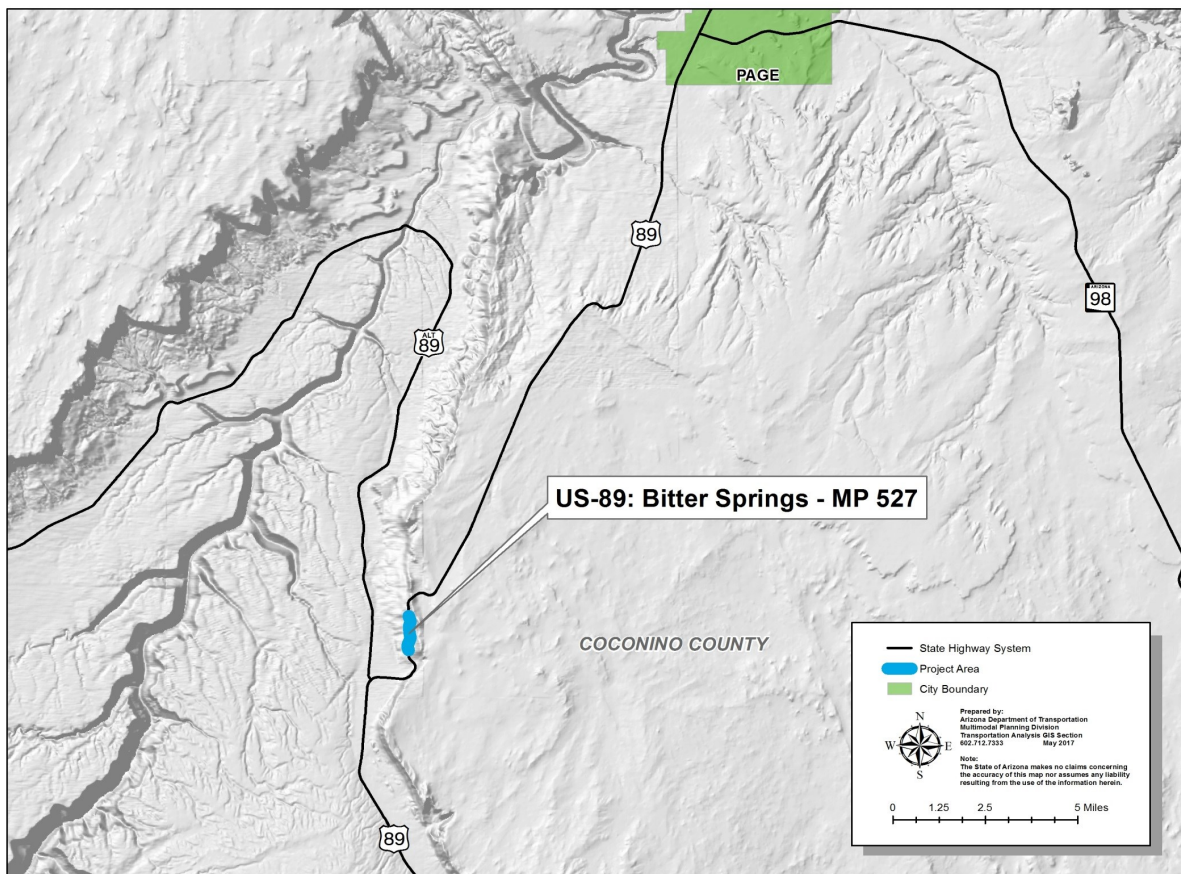 PAGE
89
ARIZONA
98
ALT
89
US-89: Bitter Springs - MP 527
COCONINO COUNTY
State Highway System
Project Area
City Boundary
N
W
E
S
Prepared by:
Arizona Department of Transportation
Multimodal Planning Division
Transportation Analysis GIS Section
602.712.7333 May 2017
Note:
The State of Arizona makes no claims concerning
the accuracy of this map nor assumes any liability
resulting from the use of the information herein.
0 1.25 2.5 5 Miles
89